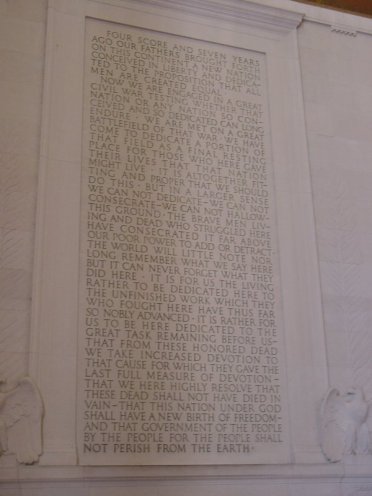 FOUR SCORE AND SEVEN YEARS
AGO OUR FATHERS BROUGHT FORTH
ON THIS CONTINENT A NEW NATION
CONCEIVED IN LIBERTY AND DEDICA-
TED TO THE PROPOSITION THAT ALL
MEN ARE CREATED EQUAL ·
NOW WE ARE ENGAGED IN A GREAT
CIVIL WAR TESTING WHETHER THAT
NATION OR ANY NATION SO CON-
CEIVED AND SO DEDICATED CAN LONG
ENDURE · WE ARE MET ON A GREAT
BATTLEFIELD OF THAT WAR · WE HAVE
COME TO DEDICATE A PORTION OF
THAT FIELD AS A FINAL RESTING
PLACE FOR THOSE WHO HERE GAVE
THEIR LIVES THAT THAT NATION
MIGHT LIVE · IT IS ALTOGETHER FIT-
TING AND PROPER THAT WE SHOULD
DO THIS · BUT IN A LARGER SENSE
WE CAN NOT DEDICATE~WE CAN NOT
CONSECRATE~WE CAN NOT HALLOW~
THIS GROUND · THE BRAVE MEN LIV-
ING AND DEAD WHO STRUGGLED HERE
HAVE CONSECRATED IT FAR ABOVE
OUR POOR POWER TO ADD OR DETRACT·
THE WORLD WILL LITTLE NOTE NOR
LONG REMEMBER WHAT WE SAY HERE
BUT IT CAN NEVER FORGET WHAT THEY
DID HERE · IT IS FOR US THE LIVING
RATHER TO BE DEDICATED HERE TO
THE UNFINISHED WORK WHICH THEY
WHO FOUGHT HERE HAVE THUS FAR
SO NOBLY ADVANCED · IT IS RATHER FOR
US TO BE HERE DEDICATED TO THE
GREAT TASK REMAINING BEFORE US~
THAT FROM THESE HONORED DEAD
WE TAKE INCREASED DEVOTION TO
THAT CAUSE FOR WHICH THEY GAVE THE
LAST FULL MEASURE OF DEVOTION~
THAT WE HERE HIGHLY RESOLVE THAT
THESE DEAD SHALL NOT HAVE DIED IN
VAIN~THAT THIS NATION UNDER GOD
SHALL HAVE A NEW BIRTH OF FREEDOM~
AND THAT GOVERNMENT OF THE PEOPLE
BY THE PEOPLE FOR THE PEOPLE SHALL
NOT PERISH FROM THE EARTH·